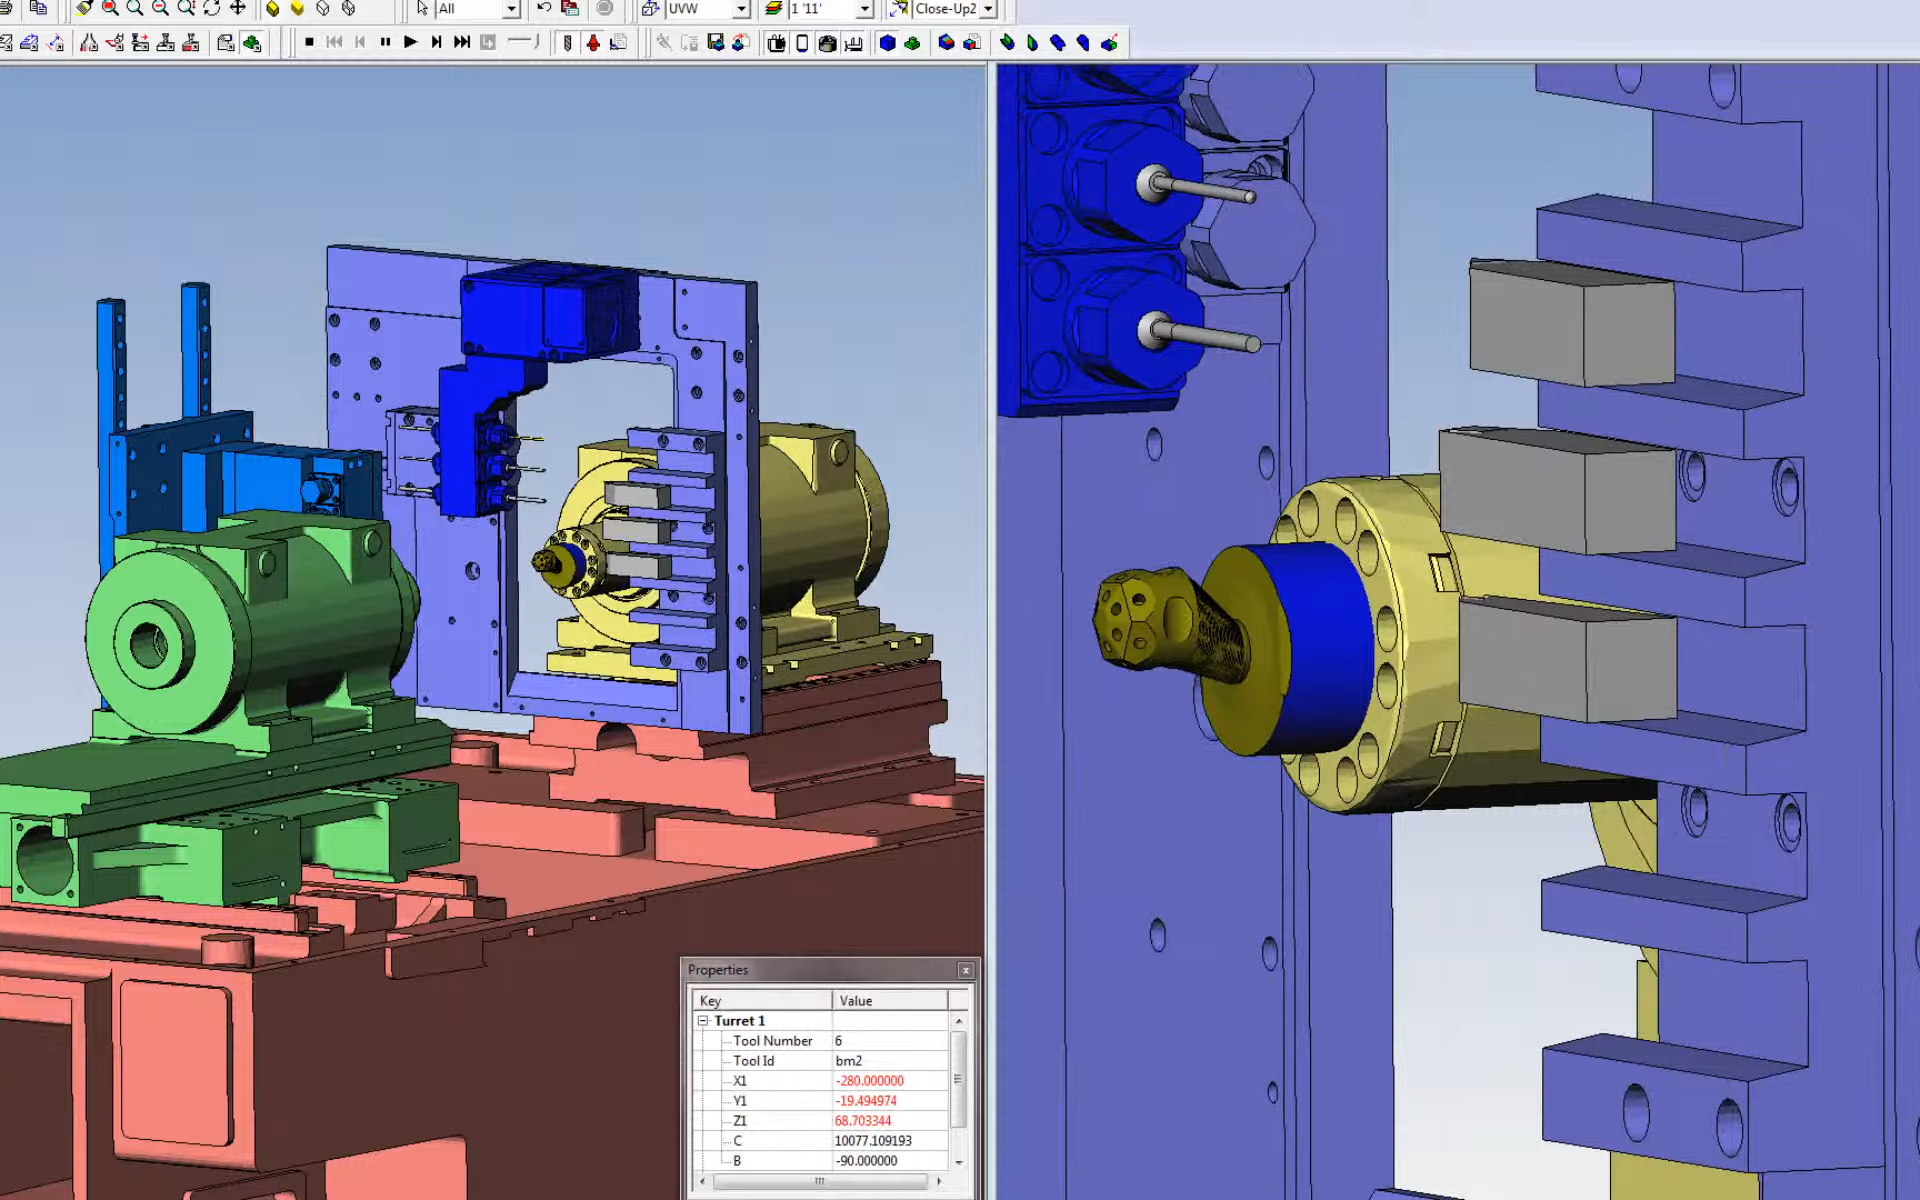 All
UVW
1 '11'
Close-Up2
Properties
Key Value
Turret 1
Tool Number 6
Tool Id bm2
X1 -280.000000
Y1 -19.494974
Z1 68.703344
C 10077.109193
B -90.000000